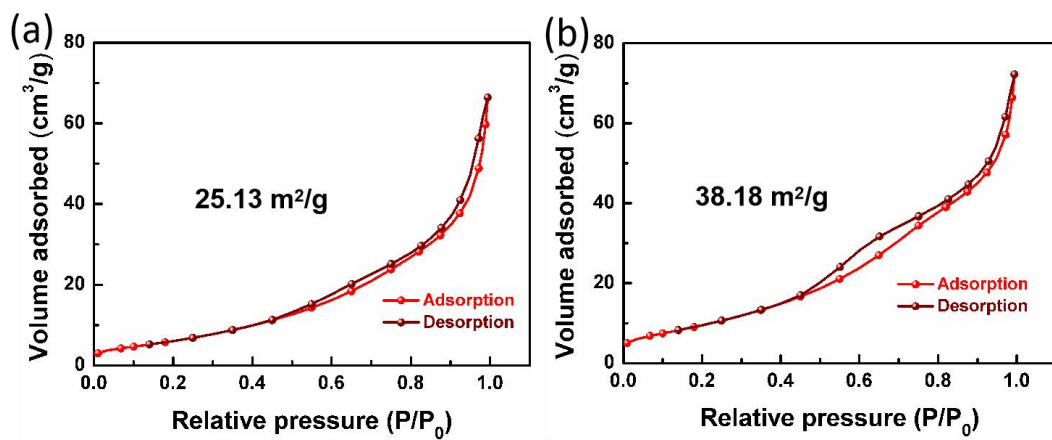 (a)
Volume adsorbed (cm³/g)
80
60
40
20
0
25.13 m²/g
Adsorption
Desorption
0.0 0.2 0.4 0.6 0.8 1.0
Relative pressure (P/P₀)
(b)
Volume adsorbed (cm³/g)
80
60
40
20
0
38.18 m²/g
Adsorption
Desorption
0.0 0.2 0.4 0.6 0.8 1.0
Relative pressure (P/P₀)